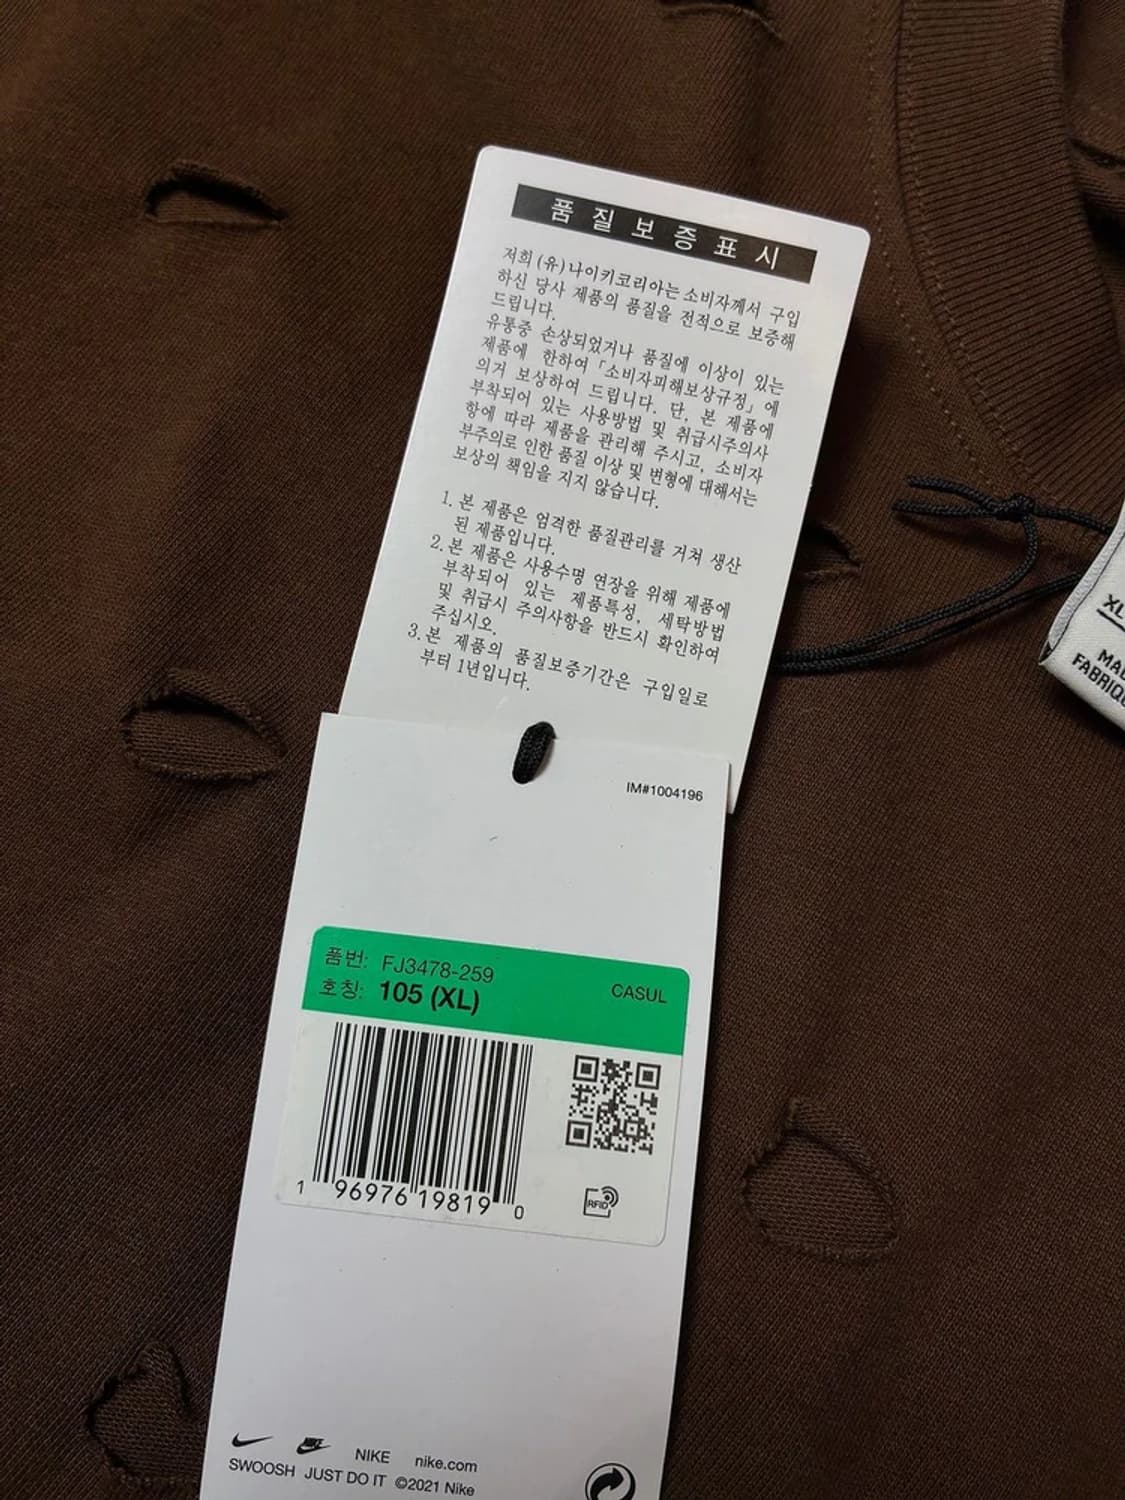 품질보증표시
저희 (유)나이키코리아는 소비자께서 구입
하신 당사 제품의 품질을 전적으로 보증해
드립니다.
유통중 손상되었거나 품질에 이상이 있는
제품에 한하여 「소비자피해보상규정」에
의거 보상하여 드립니다. 단, 본 제품에
부착되어 있는 사용방법 및 취급시주의사
항에 따라 제품을 관리해 주시고, 소비자
부주의로 인한 품질 이상 및 변형에 대해서는
보상의 책임을 지지 않습니다.
1. 본 제품은 엄격한 품질관리를 거쳐 생산
된 제품입니다.
2. 본 제품은 사용수명 연장을 위해 제품에
부착되어 있는 제품특성, 세탁방법
및 취급시 주의사항을 반드시 확인하여
주십시오.
3. 본 제품의 품질보증기간은 구입일로
부터 1년입니다.
XL
IM#1004196
품번: FJ3478-259
호칭: 105 (XL) CASUL
1 96976 19819 0
RFID
NIKE nike.com
SWOOSH JUST DO IT ©2021 Nike